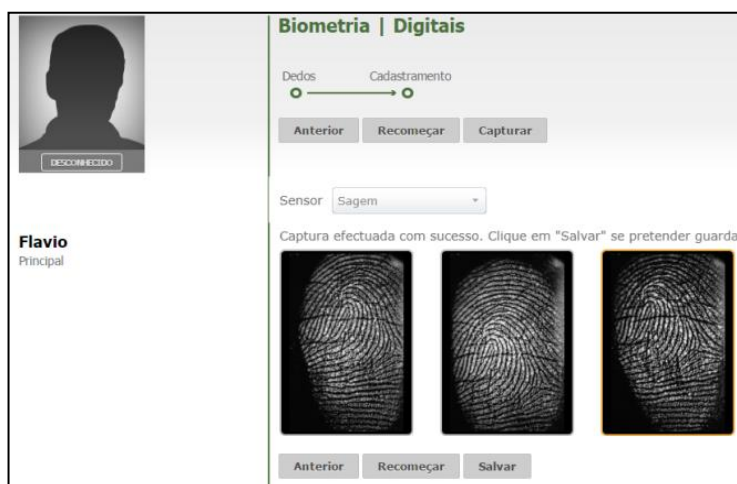 Biometria | Digitais
Dedos Cadastramento
Anterior Recomeçar Capturar
DESCONHECIDO
Sensor Sagem
Flavio
Principal
Captura efectuada com sucesso. Clique em "Salvar" se pretender guarda
Anterior Recomeçar Salvar